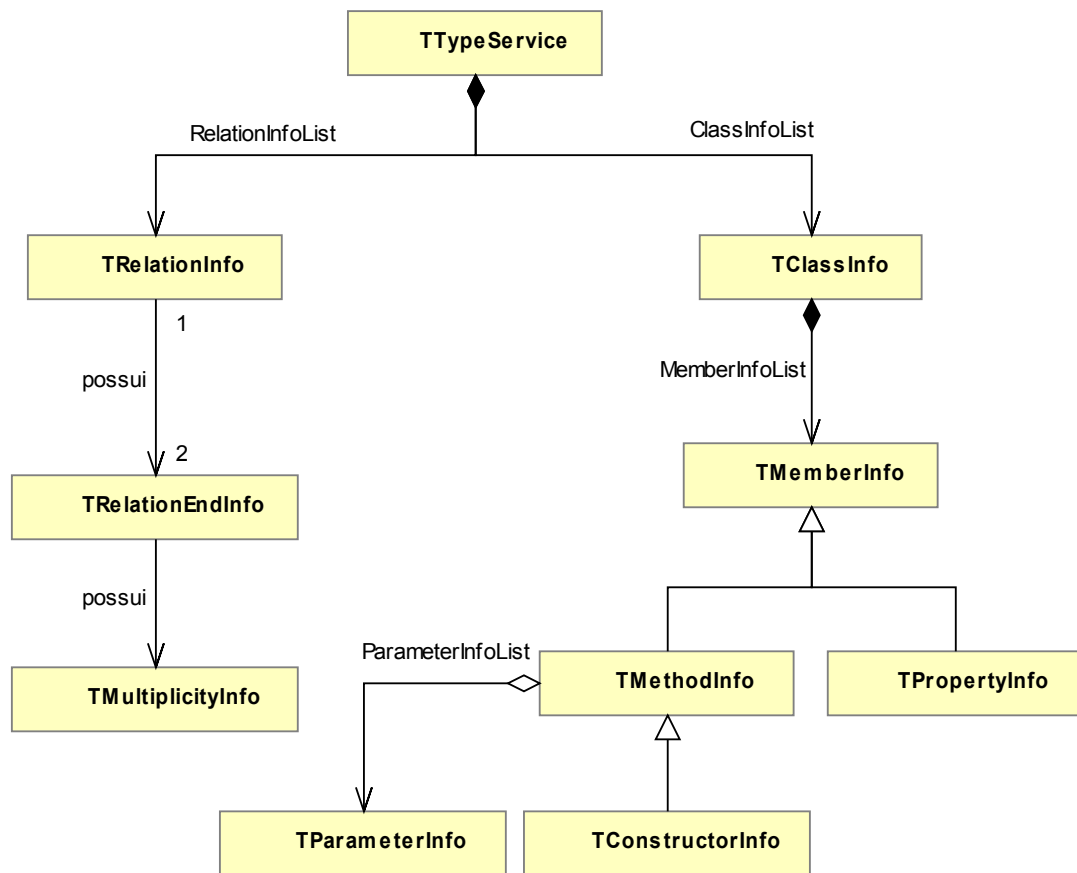 TTypeService
RelationInfoList
ClassInfoList
TRelationInfo
TClassInfo
1
possui
MemberInfoList
2
TMemberInfo
TRelationEndInfo
possui
ParameterInfoList
TMethodInfo
TPropertyInfo
TMultiplicityInfo
TParameterInfo
TConstructorInfo